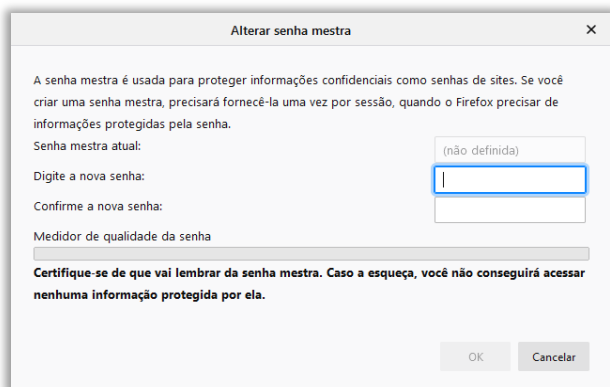 Alterar senha mestra
A senha mestra é usada para proteger informações confidenciais como senhas de sites. Se você
criar uma senha mestra, precisará fornecê-la uma vez por sessão, quando o Firefox precisar de
informações protegidas pela senha.
Senha mestra atual:
(não definida)
Digite a nova senha:
Confirme a nova senha:
Medidor de qualidade da senha
Certifique-se de que vai lembrar da senha mestra. Caso a esqueça, você não conseguirá acessar
nenhuma informação protegida por ela.
OK
Cancelar